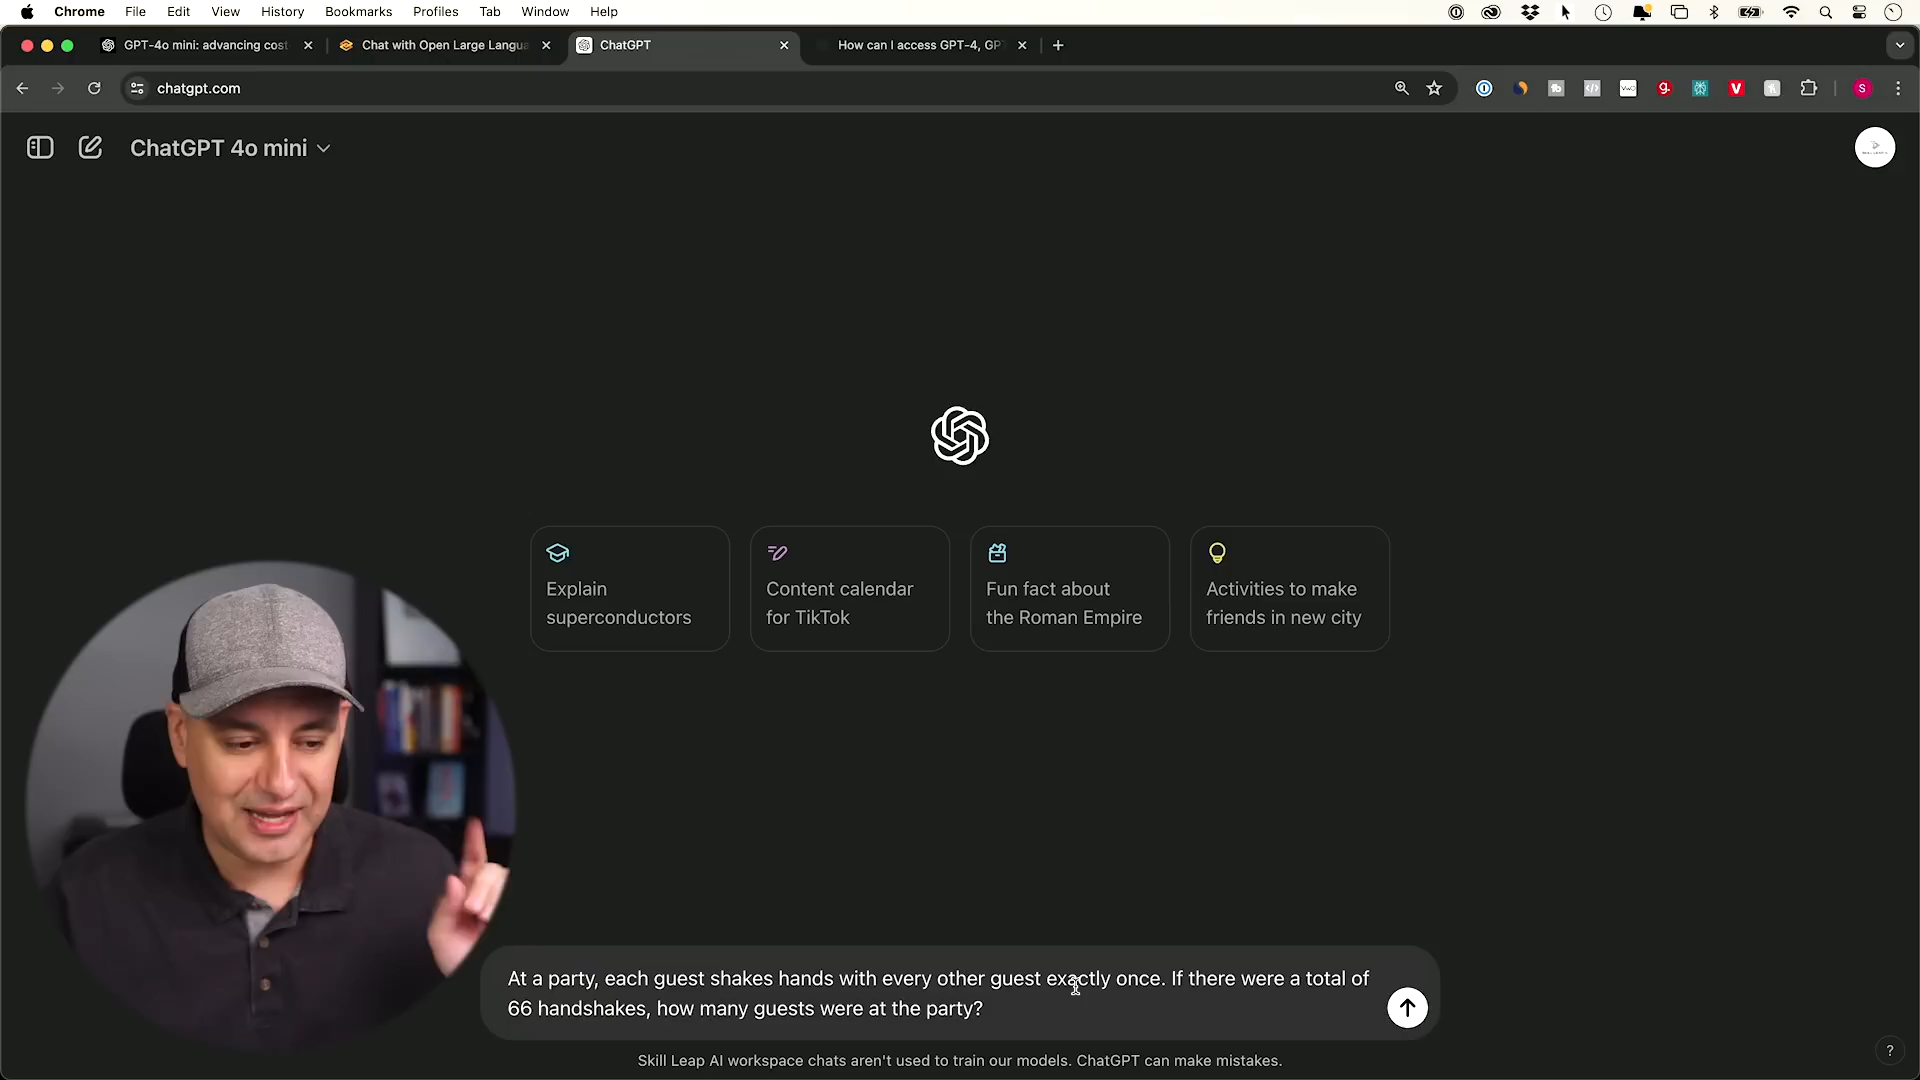 Chrome File Edit View History Bookmarks Profiles Tab Window Help
GPT-4o mini: advancing cost
Chat with Open Large Langua
ChatGPT
How can I access GPT-4, GP
chatgpt.com
S
ChatGPT 4o mini
Explain
superconductors
Content calendar
for TikTok
Fun fact about
the Roman Empire
Activities to make
friends in new city
At a party, each guest shakes hands with every other guest exactly once. If there were a total of
66 handshakes, how many guests were at the party?
Skill Leap AI workspace chats aren't used to train our models. ChatGPT can make mistakes.
?